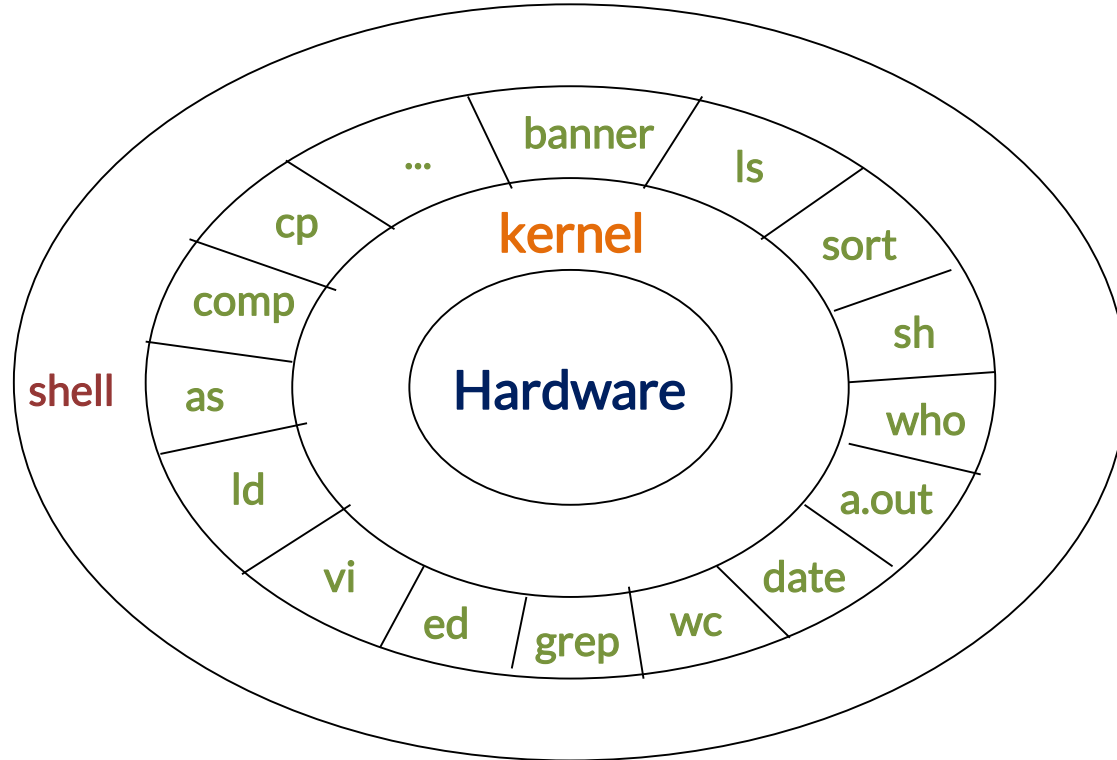 banner
...
ls
cp
kernel
sort
comp
sh
shell
as
Hardware
who
ld
a.out
vi
date
ed
grep
wc